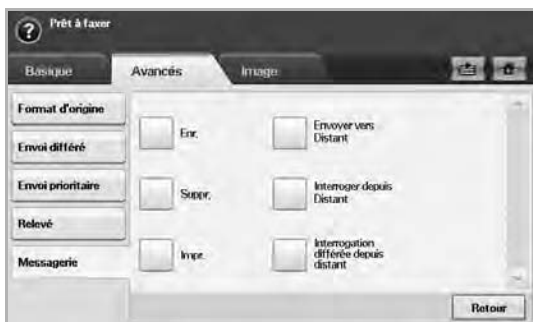 Prêt à faxer
Basique
Avancés
Image
Format d'origine
Envoi différé
Envoi prioritaire
Relevé
Messagerie
Enr.
Envoyer vers
Distant
Suppr.
Interroger depuis
Distant
Impr.
Interrogation
différée depuis
distant
Retour